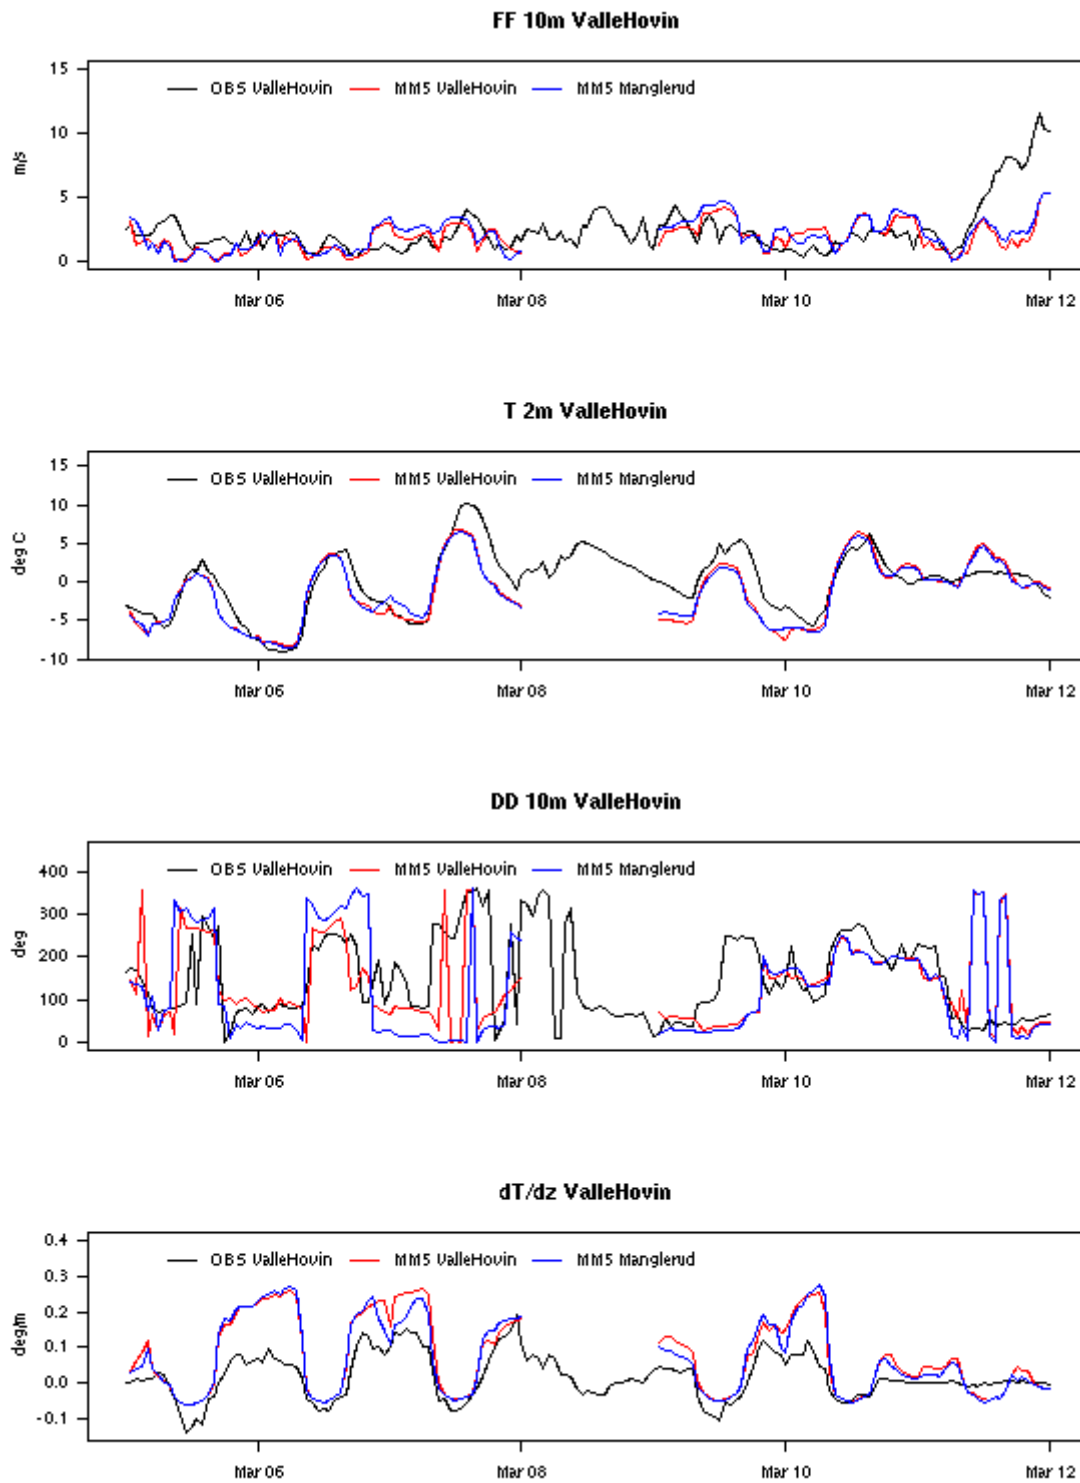 FF 10m ValleHovin
15
OBS ValleHovin
MM5 ValleHovin
MM5 Manglerud
10
m/s
5
0
Mar 06
Mar 08
Mar 10
Mar 12
T 2m ValleHovin
15
OBS ValleHovin
MM5 ValleHovin
MM5 Manglerud
10
deg C
5
0
-5
-10
Mar 06
Mar 08
Mar 10
Mar 12
DD 10m ValleHovin
400
OBS ValleHovin
MM5 ValleHovin
MM5 Manglerud
300
deg
200
100
0
Mar 06
Mar 08
Mar 10
Mar 12
dT/dz ValleHovin
0.4
OBS ValleHovin
MM5 ValleHovin
MM5 Manglerud
0.3
0.2
deg/m
0.1
0.0
-0.1
Mar 06
Mar 08
Mar 10
Mar 12